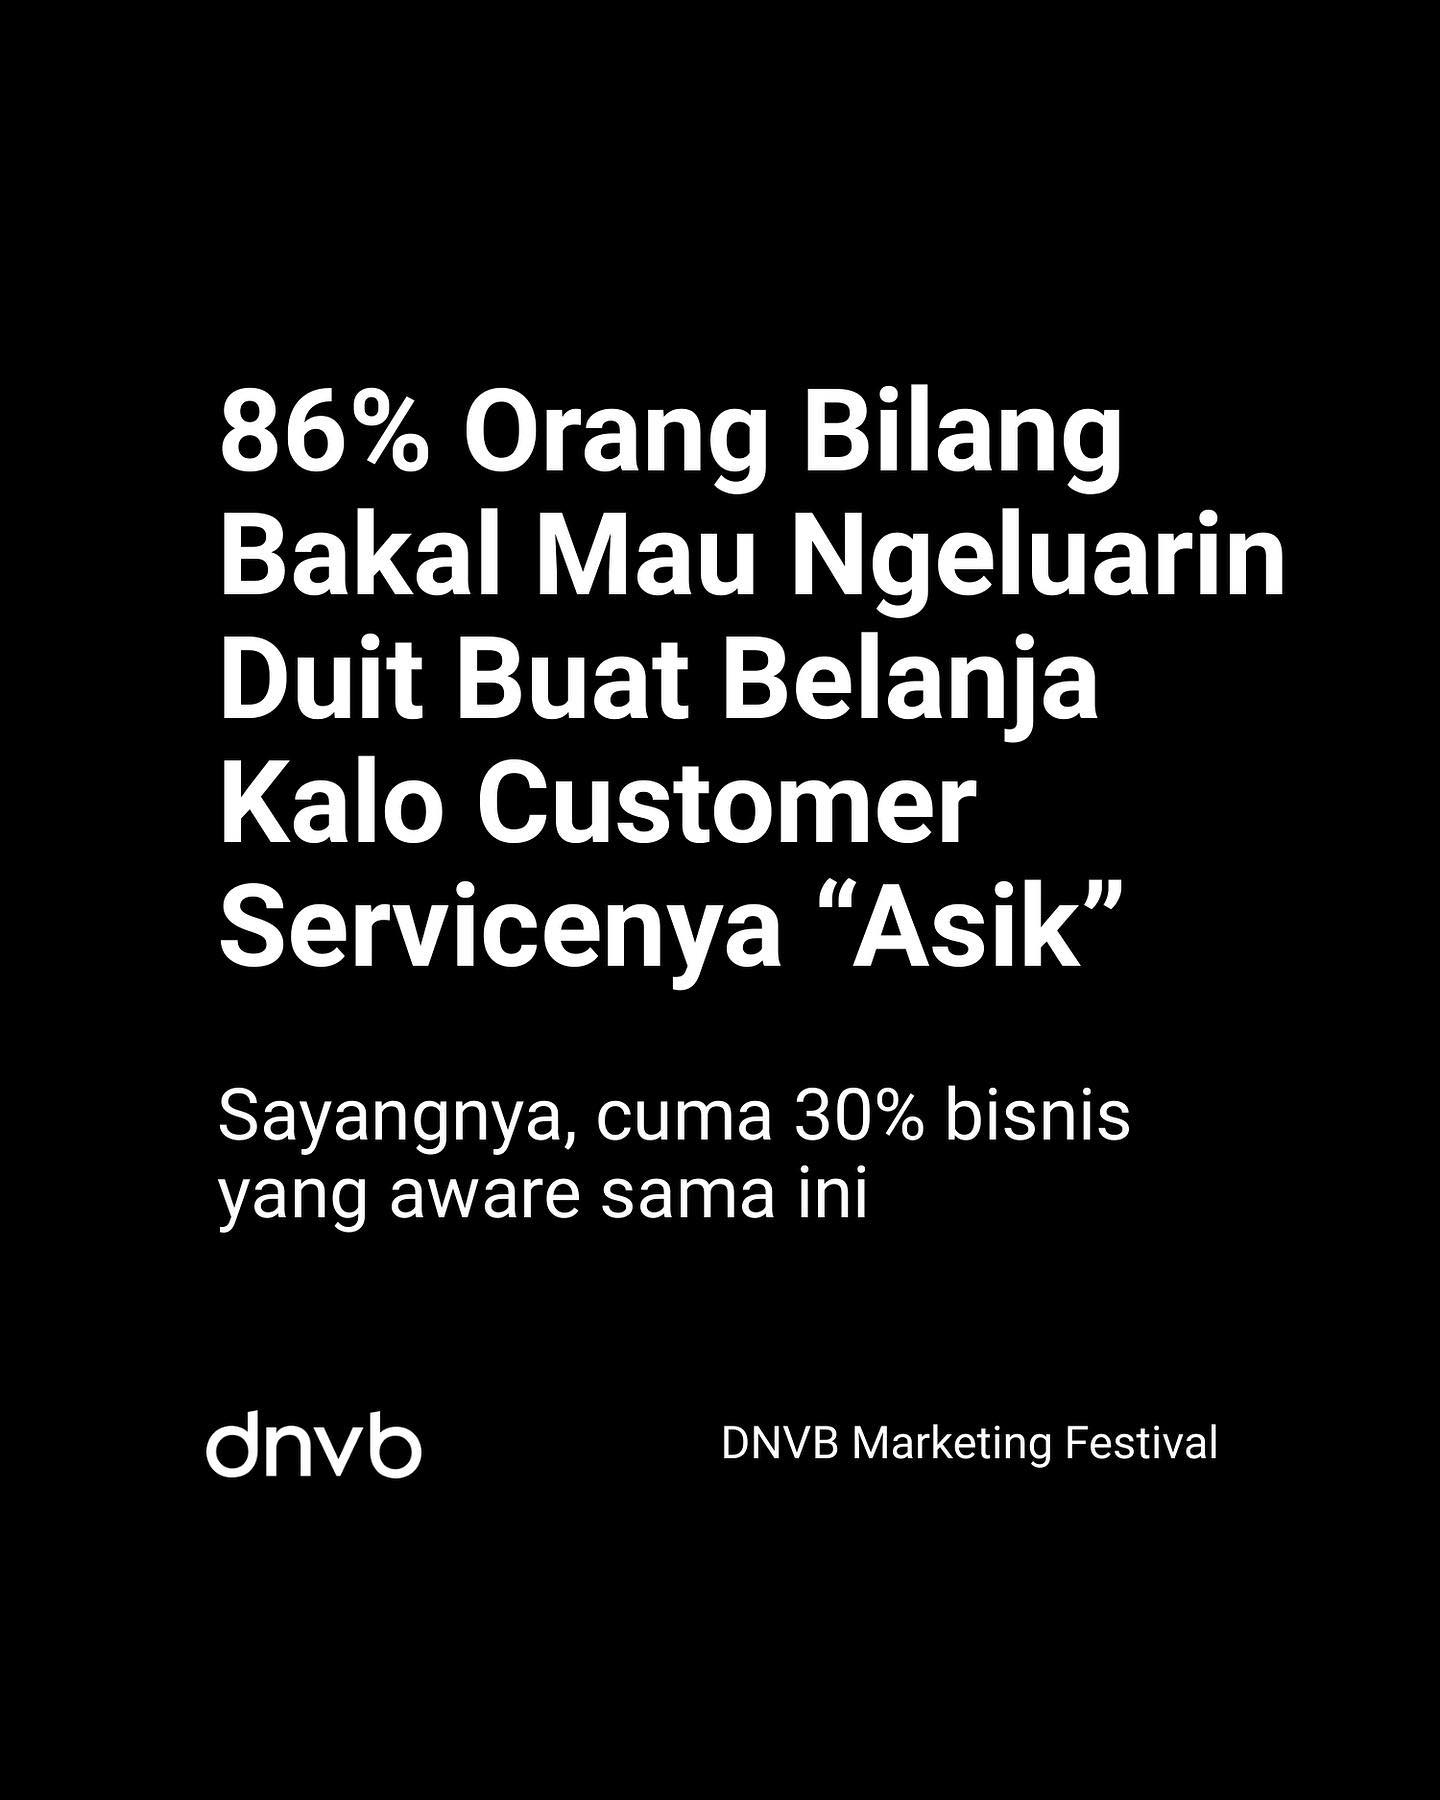 86% Orang Bilang
Bakal Mau Ngeluarin
Duit Buat Belanja
Kalo Customer
Servicenya “Asik”
Sayangnya, cuma 30% bisnis
yang aware sama ini
dnvb
DNVB Marketing Festival